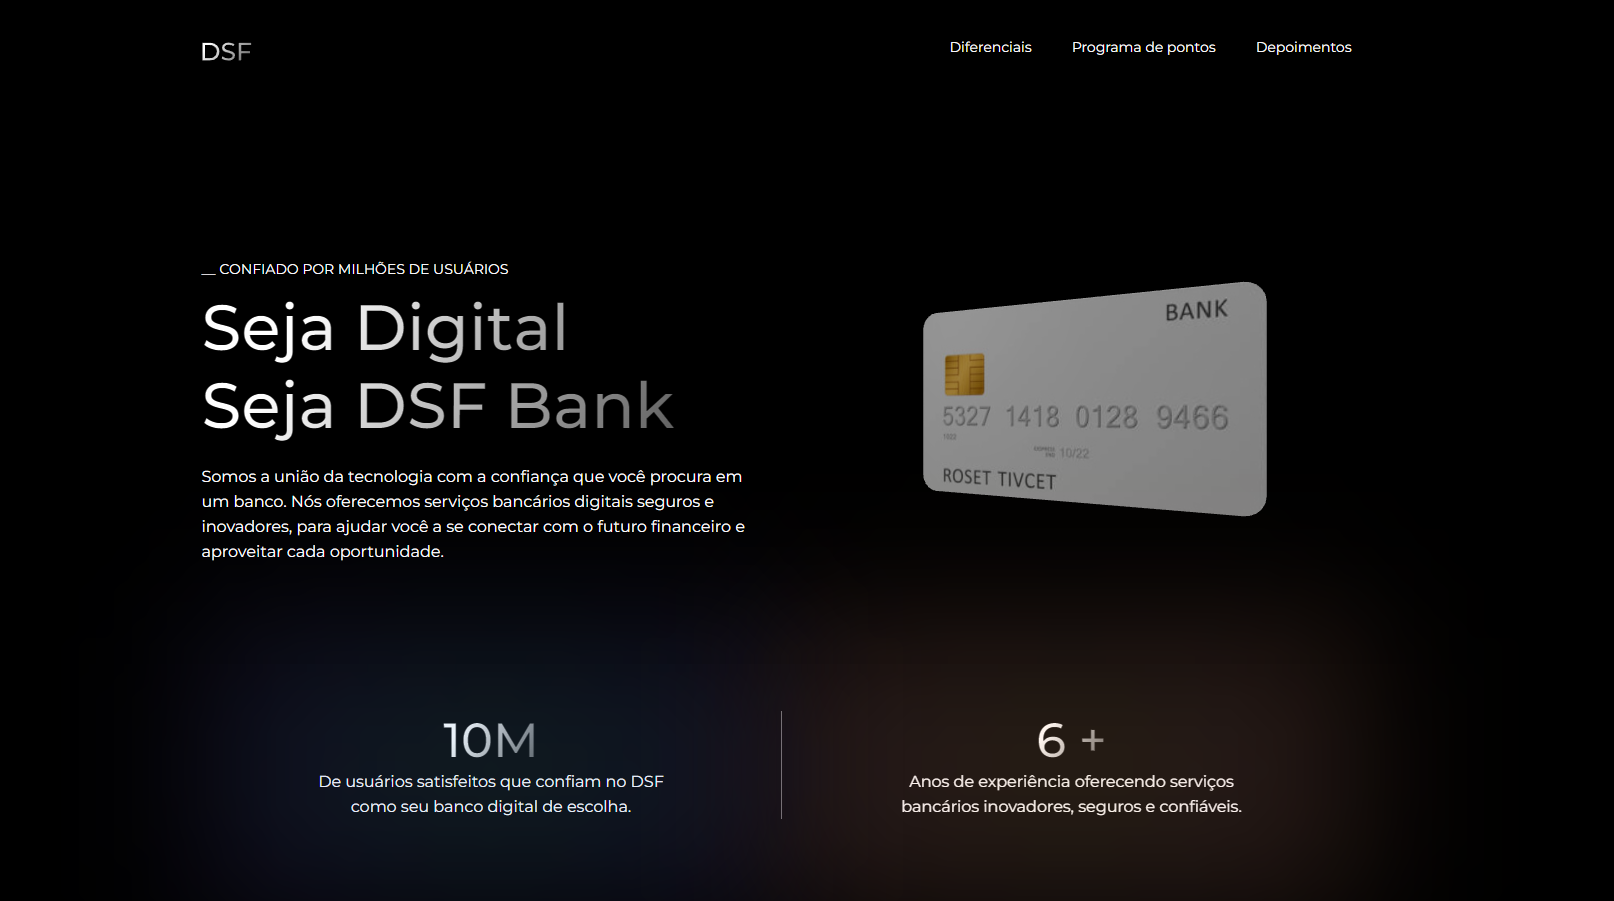 DSF
Diferenciais Programa de pontos Depoimentos
__ CONFIADO POR MILHÕES DE USUÁRIOS
Seja Digital
Seja DSF Bank
Somos a união da tecnologia com a confiança que você procura em
um banco. Nós oferecemos serviços bancários digitais seguros e
inovadores, para ajudar você a se conectar com o futuro financeiro e
aproveitar cada oportunidade.
BANK
5327 1418 0128 9466
10/22
ROSET TIVCET
10M
De usuários satisfeitos que confiam no DSF
como seu banco digital de escolha.
6 +
Anos de experiência oferecendo serviços
bancários inovadores, seguros e confiáveis.